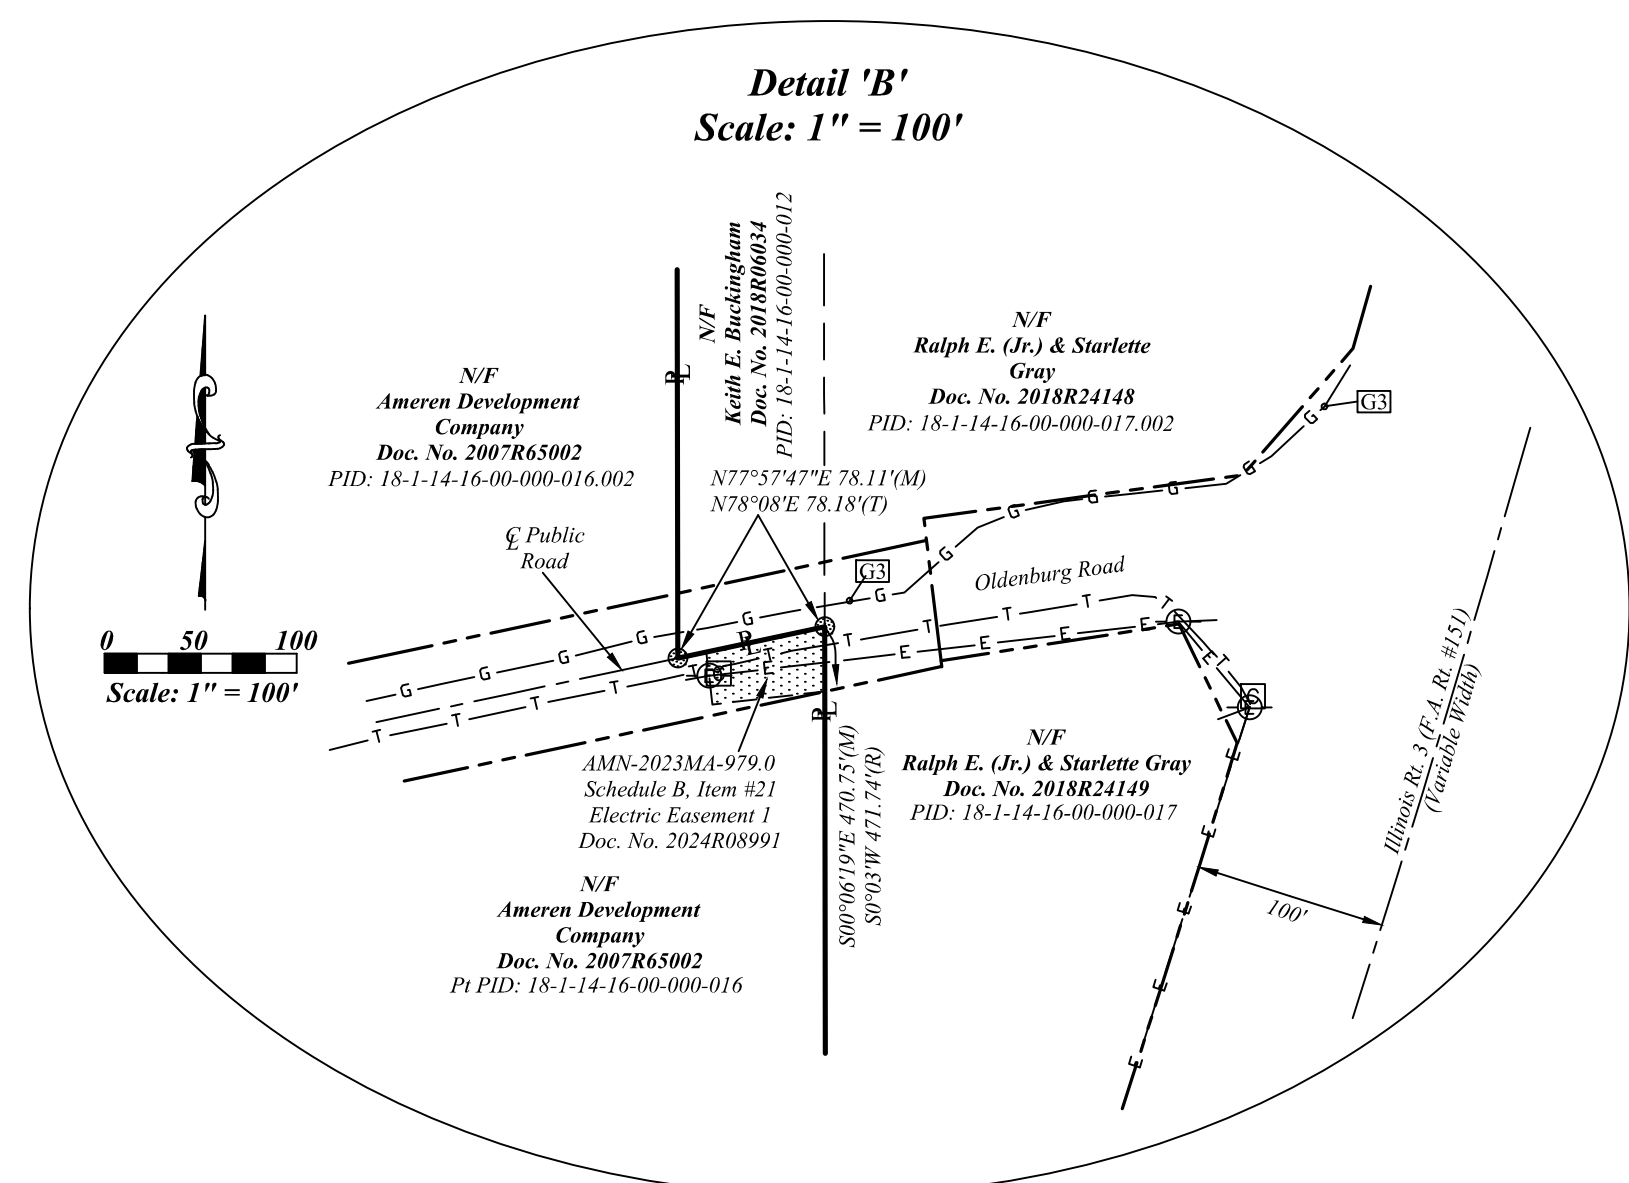 Detail 'B'
Scale: 1" = 100'
N/F
Keith E. Buckingham
Doc. No. 2018R06034
PID: 18-1-14-16-00-000-012
N/F
Ralph E. (Jr.) & Starlette
Gray
Doc. No. 2018R24148
PID: 18-1-14-16-00-000-017.002
N/F
Ameren Development
Company
Doc. No. 2007R65002
PID: 18-1-14-16-00-000-016.002
PL
G3
N77°57'47"E 78.11'(M)
N78°08'E 78.18'(T)
CL Public
Road
G3
Oldenburg Road
0 50 100
Scale: 1" = 100'
G G G G G G G G G G G G
PL
T T T T T T T T T T T
E E E E E E E
PL
AMN-2023MA-979.0
Schedule B, Item #21
Electric Easement 1
Doc. No. 2024R08991
S00°06'19"E 470.75'(M)
S0°03'W 471.74'(R)
N/F
Ralph E. (Jr.) & Starlette Gray
Doc. No. 2018R24149
PID: 18-1-14-16-00-000-017
Illinois Rt. 3 (F.A. Rt. #151)
(Variable Width)
N/F
Ameren Development
Company
Doc. No. 2007R65002
Pt PID: 18-1-14-16-00-000-016
100'
E E E E E